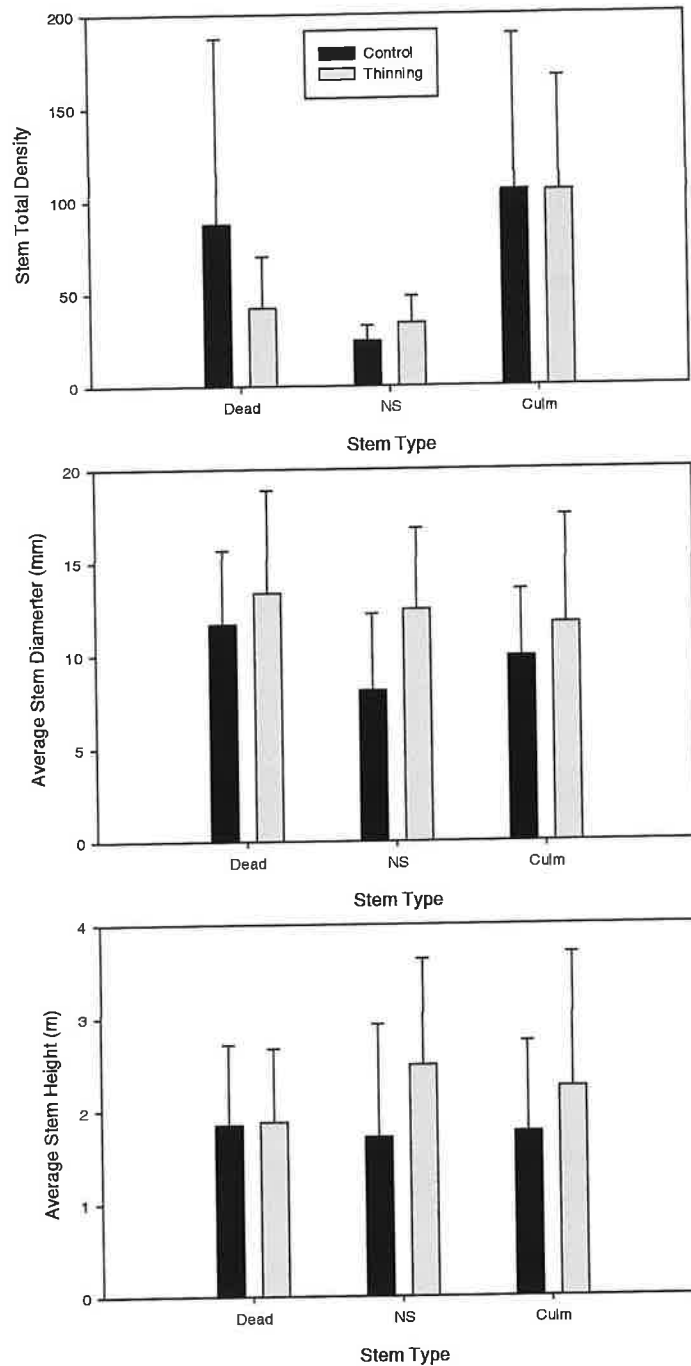 200
150
100
50
0
Stem Total Density
Control
Thinning
Dead NS Culm
Stem Type
20
15
10
5
0
Average Stem Diamerter (mm)
Dead NS Culm
Stem Type
4
3
2
1
0
Average Stem Height (m)
Dead NS Culm
Stem Type